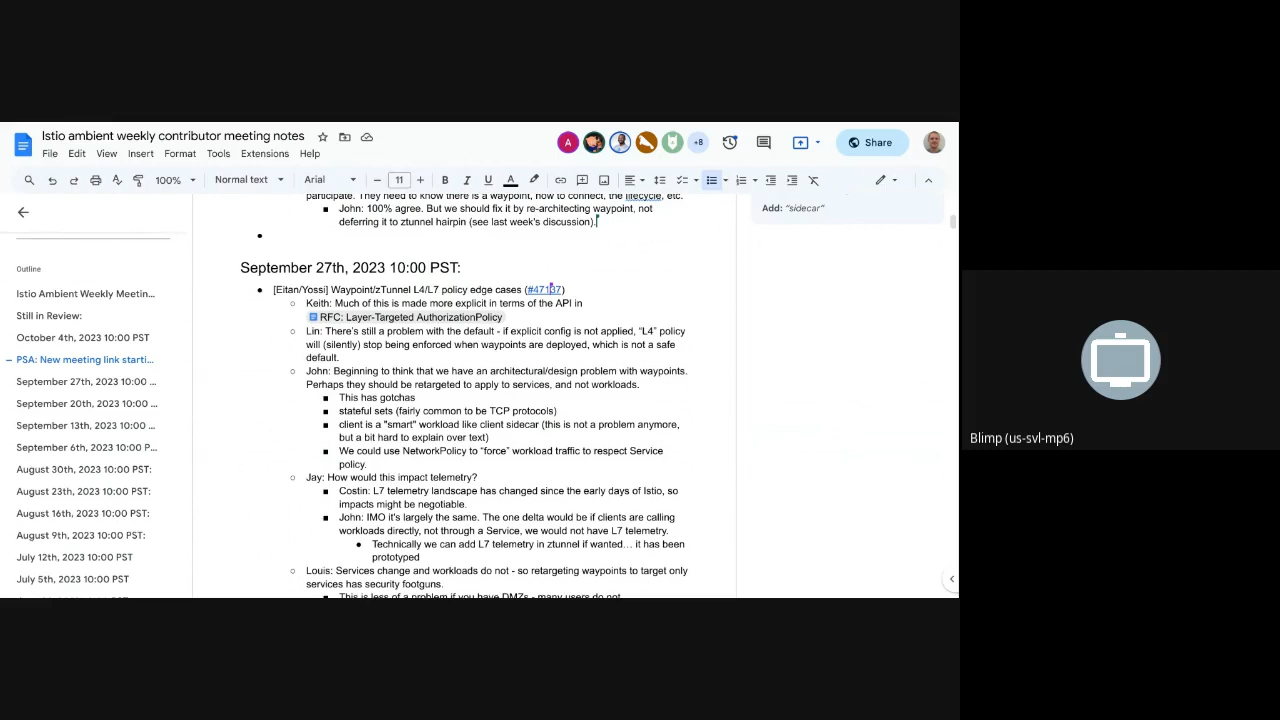 Istio ambient weekly contributor meeting notes
File Edit View Insert Format Tools Extensions Help
A
+8
Share
100%
Normal text
Arial
11
B I U A
Outline
Istio Ambient Weekly Meetin...
Still in Review:
October 4th, 2023 10:00 PST
PSA: New meeting link starti...
September 27th, 2023 10:00 ...
September 20th, 2023 10:00 ...
September 13th, 2023 10:00 ...
September 6th, 2023 10:00 P...
August 30th, 2023 10:00 PST:
August 23rd, 2023 10:00 PST:
August 16th, 2023 10:00 PST:
August 9th, 2023 10:00 PST:
July 12th, 2023 10:00 PST
July 5th, 2023 10:00 PST
participate. They need to know there is a waypoint, how to connect, the lifecycle, etc.
John: 100% agree. But we should fix it by re-architecting waypoint, not
deferring it to ztunnel hairpin (see last week's discussion).
September 27th, 2023 10:00 PST:
[Eitan/Yossi] Waypoint/zTunnel L4/L7 policy edge cases (#47137)
Keith: Much of this is made more explicit in terms of the API in
RFC: Layer-Targeted AuthorizationPolicy
Lin: There's still a problem with the default - if explicit config is not applied, “L4” policy
will (silently) stop being enforced when waypoints are deployed, which is not a safe
default.
John: Beginning to think that we have an architectural/design problem with waypoints.
Perhaps they should be retargeted to apply to services, and not workloads.
This has gotchas
stateful sets (fairly common to be TCP protocols)
client is a "smart" workload like client sidecar (this is not a problem anymore,
but a bit hard to explain over text)
We could use NetworkPolicy to “force” workload traffic to respect Service
policy.
Jay: How would this impact telemetry?
Costin: L7 telemetry landscape has changed since the early days of Istio, so
impacts might be negotiable.
John: IMO it's largely the same. The one delta would be if clients are calling
workloads directly, not through a Service, we would not have L7 telemetry.
Technically we can add L7 telemetry in ztunnel if wanted… it has been
prototyped
Louis: Services change and workloads do not - so retargeting waypoints to target only
services has security footguns.
This is less of a problem if you have DMZs - many users do not
Add: “sidecar”
Blimp (us-svl-mp6)